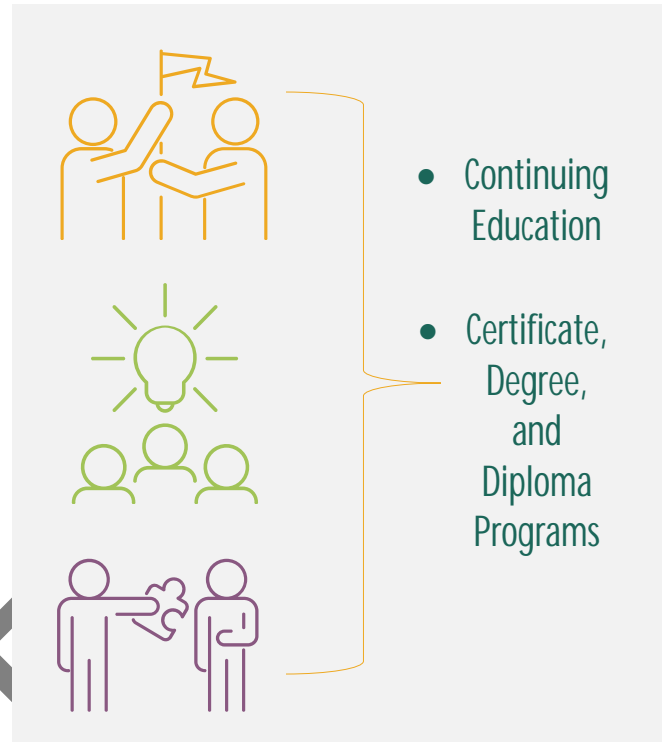 • Continuing
Education
• Certificate,
Degree,
and
Diploma
Programs